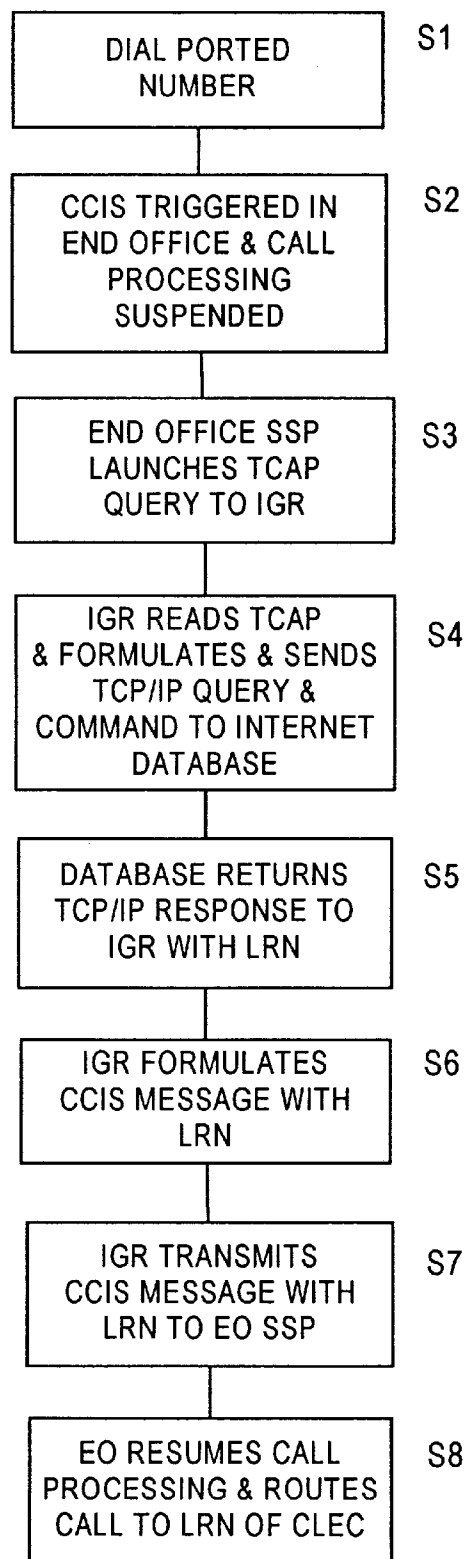 DIAL PORTED
NUMBER
S1
CCIS TRIGGERED IN
END OFFICE & CALL
PROCESSING
SUSPENDED
S2
END OFFICE SSP
LAUNCHES TCAP
QUERY TO IGR
S3
IGR READS TCAP
& FORMULATES & SENDS
TCP/IP QUERY &
COMMAND TO INTERNET
DATABASE
S4
DATABASE RETURNS
TCP/IP RESPONSE TO
IGR WITH LRN
S5
IGR FORMULATES
CCIS MESSAGE WITH
LRN
S6
IGR TRANSMITS
CCIS MESSAGE WITH
LRN TO EO SSP
S7
EO RESUMES CALL
PROCESSING & ROUTES
CALL TO LRN OF CLEC
S8